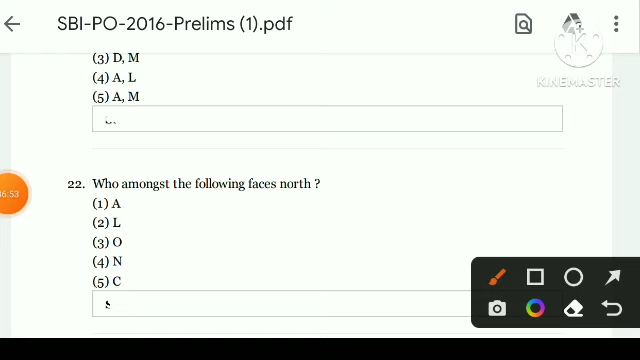 SBI-PO-2016-Prelims (1).pdf
K
KINEMASTER
(3) D, M
(4) A, L
(5) A, M
22. Who amongst the following faces north ?
(1) A
(2) L
(3) O
(4) N
(5) C